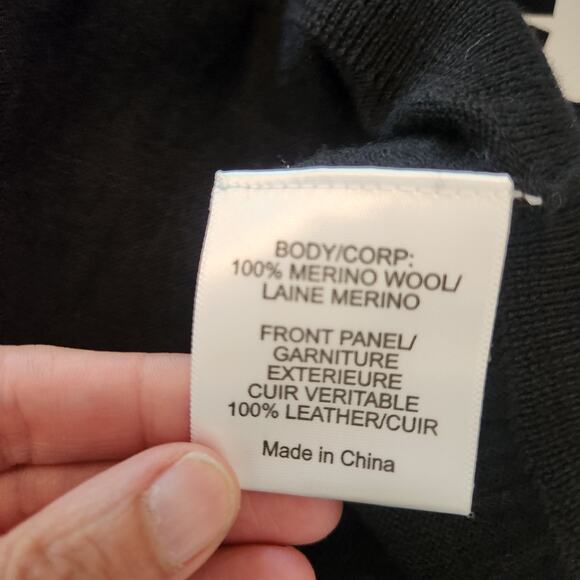 BODY/CORP:
100% MERINO WOOL/
LAINE MERINO
FRONT PANEL/
GARNITURE
EXTERIEURE
CUIR VERITABLE
100% LEATHER/CUIR
Made in China